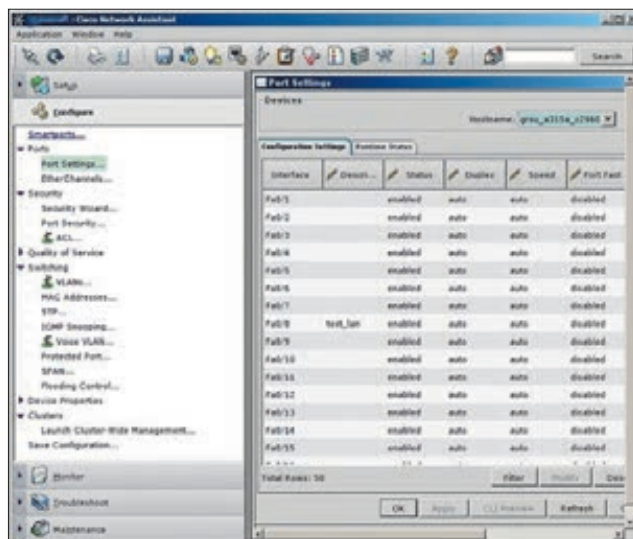 Cisco Network Assistant
Application Window Help
Search
Setup
Configure
Smartports...
Ports
Port Settings...
EtherChannels...
Security
Security Wizard...
Port Security...
ACL...
Quality of Service
Switching
VLANs...
MAC Addresses...
STP...
IGMP Snooping...
Voice VLAN...
Protected Port...
SPAN...
Flooding Control...
Device Properties
Clusters
Launch Cluster-Wide Management...
Save Configuration...
Monitor
Troubleshoot
Maintenance
Port Settings
Devices
Hostname:
Configuration Settings Runtime Status
Interface Descri... Status Duplex Speed Port Fast
Fa0/1 enabled auto auto disabled
Fa0/2 enabled auto auto disabled
Fa0/3 enabled auto auto disabled
Fa0/4 enabled auto auto disabled
Fa0/5 enabled auto auto disabled
Fa0/6 enabled auto auto disabled
Fa0/7 enabled auto auto disabled
Fa0/8 test_lan enabled auto auto disabled
Fa0/9 enabled auto auto disabled
Fa0/10 enabled auto auto disabled
Fa0/11 enabled auto auto disabled
Fa0/12 enabled auto auto disabled
Fa0/13 enabled auto auto disabled
Fa0/14 enabled auto auto disabled
Fa0/15 enabled auto auto disabled
Total Rows: 50 Filter Modify
OK Apply CLI Preview Refresh